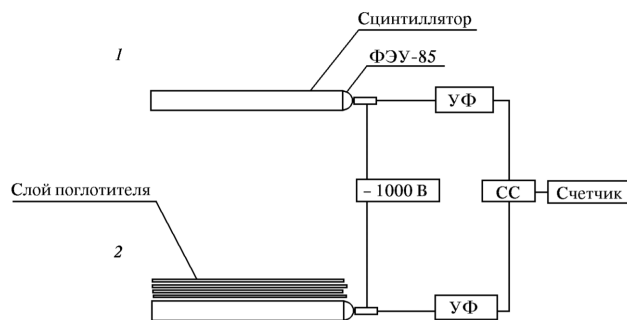 Сцинтиллятор
1
ФЭУ-85
УФ
Слой поглотителя
– 1000 В
СС
Счетчик
2
УФ